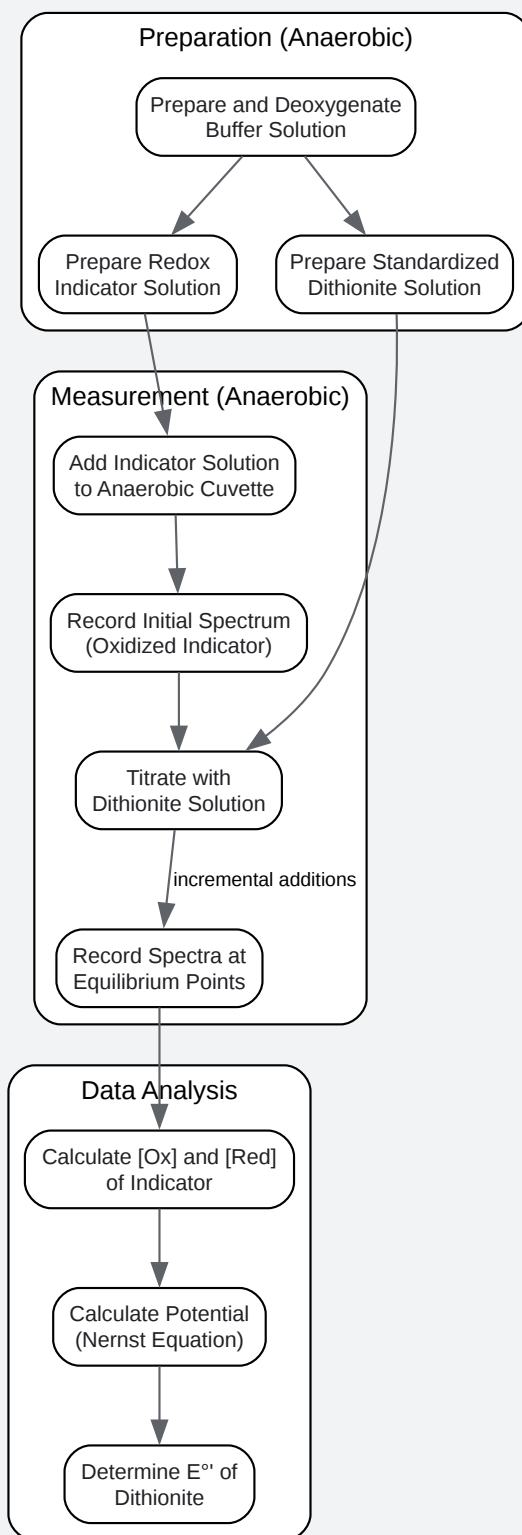 Preparation (Anaerobic)
Prepare and Deoxygenate
Buffer Solution
Prepare Redox
Indicator Solution
Prepare Standardized
Dithionite Solution
Measurement (Anaerobic)
Add Indicator Solution
to Anaerobic Cuvette
Record Initial Spectrum
(Oxidized Indicator)
Titrate with
Dithionite Solution
incremental additions
Record Spectra at
Equilibrium Points
Data Analysis
Calculate [Ox] and [Red]
of Indicator
Calculate Potential
(Nernst Equation)
Determine E°' of
Dithionite